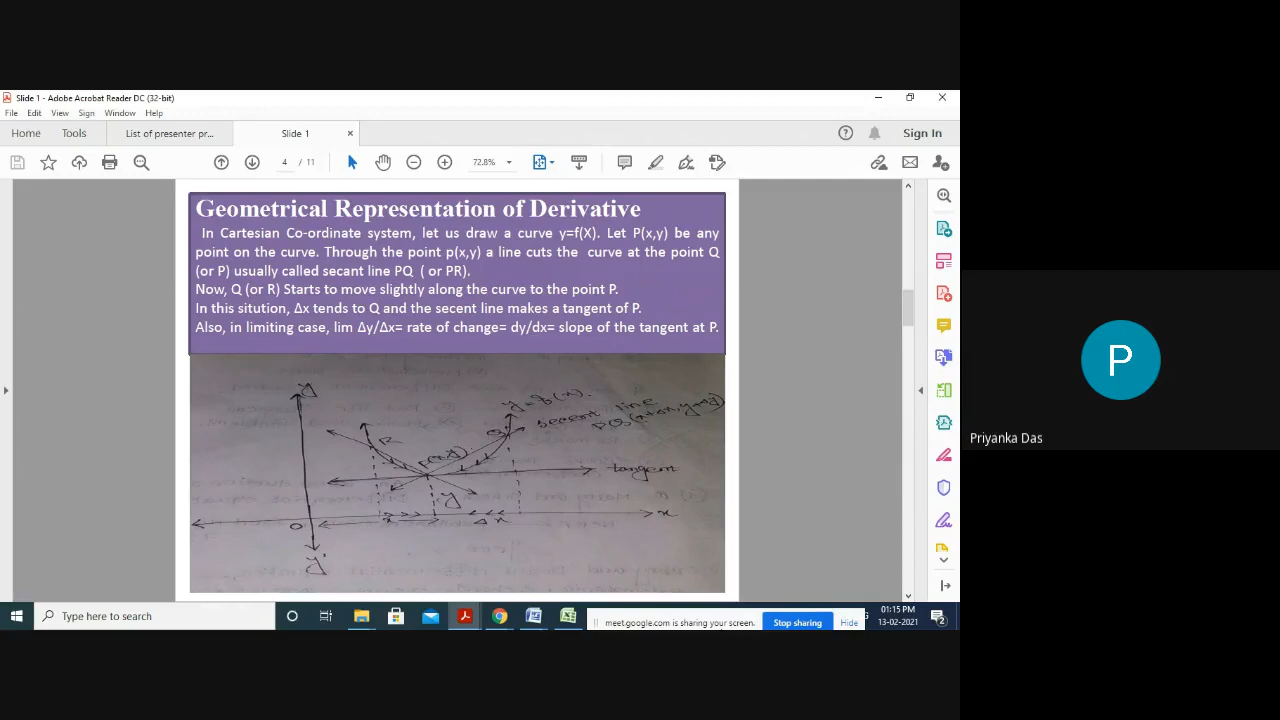 Slide 1 - Adobe Acrobat Reader DC (32-bit)
File Edit View Sign Window Help
Home Tools List of presenter pr... Slide 1 × Sign In
4 / 11 72.8%
Geometrical Representation of Derivative
In Cartesian Co-ordinate system, let us draw a curve y=f(X). Let P(x,y) be any
point on the curve. Through the point p(x,y) a line cuts the curve at the point Q
(or P) usually called secant line PQ ( or PR).
Now, Q (or R) Starts to move slightly along the curve to the point P.
In this sitution, Δx tends to Q and the secent line makes a tangent of P.
Also, in limiting case, lim Δy/Δx= rate of change= dy/dx= slope of the tangent at P.
y
y = f(x).
secent line
R
Q
P(x,y)
tangent
y
O x Δx x
y'
P
Priyanka Das
Type here to search
meet.google.com is sharing your screen.
Stop sharing
Hide
01:15 PM
13-02-2021
2